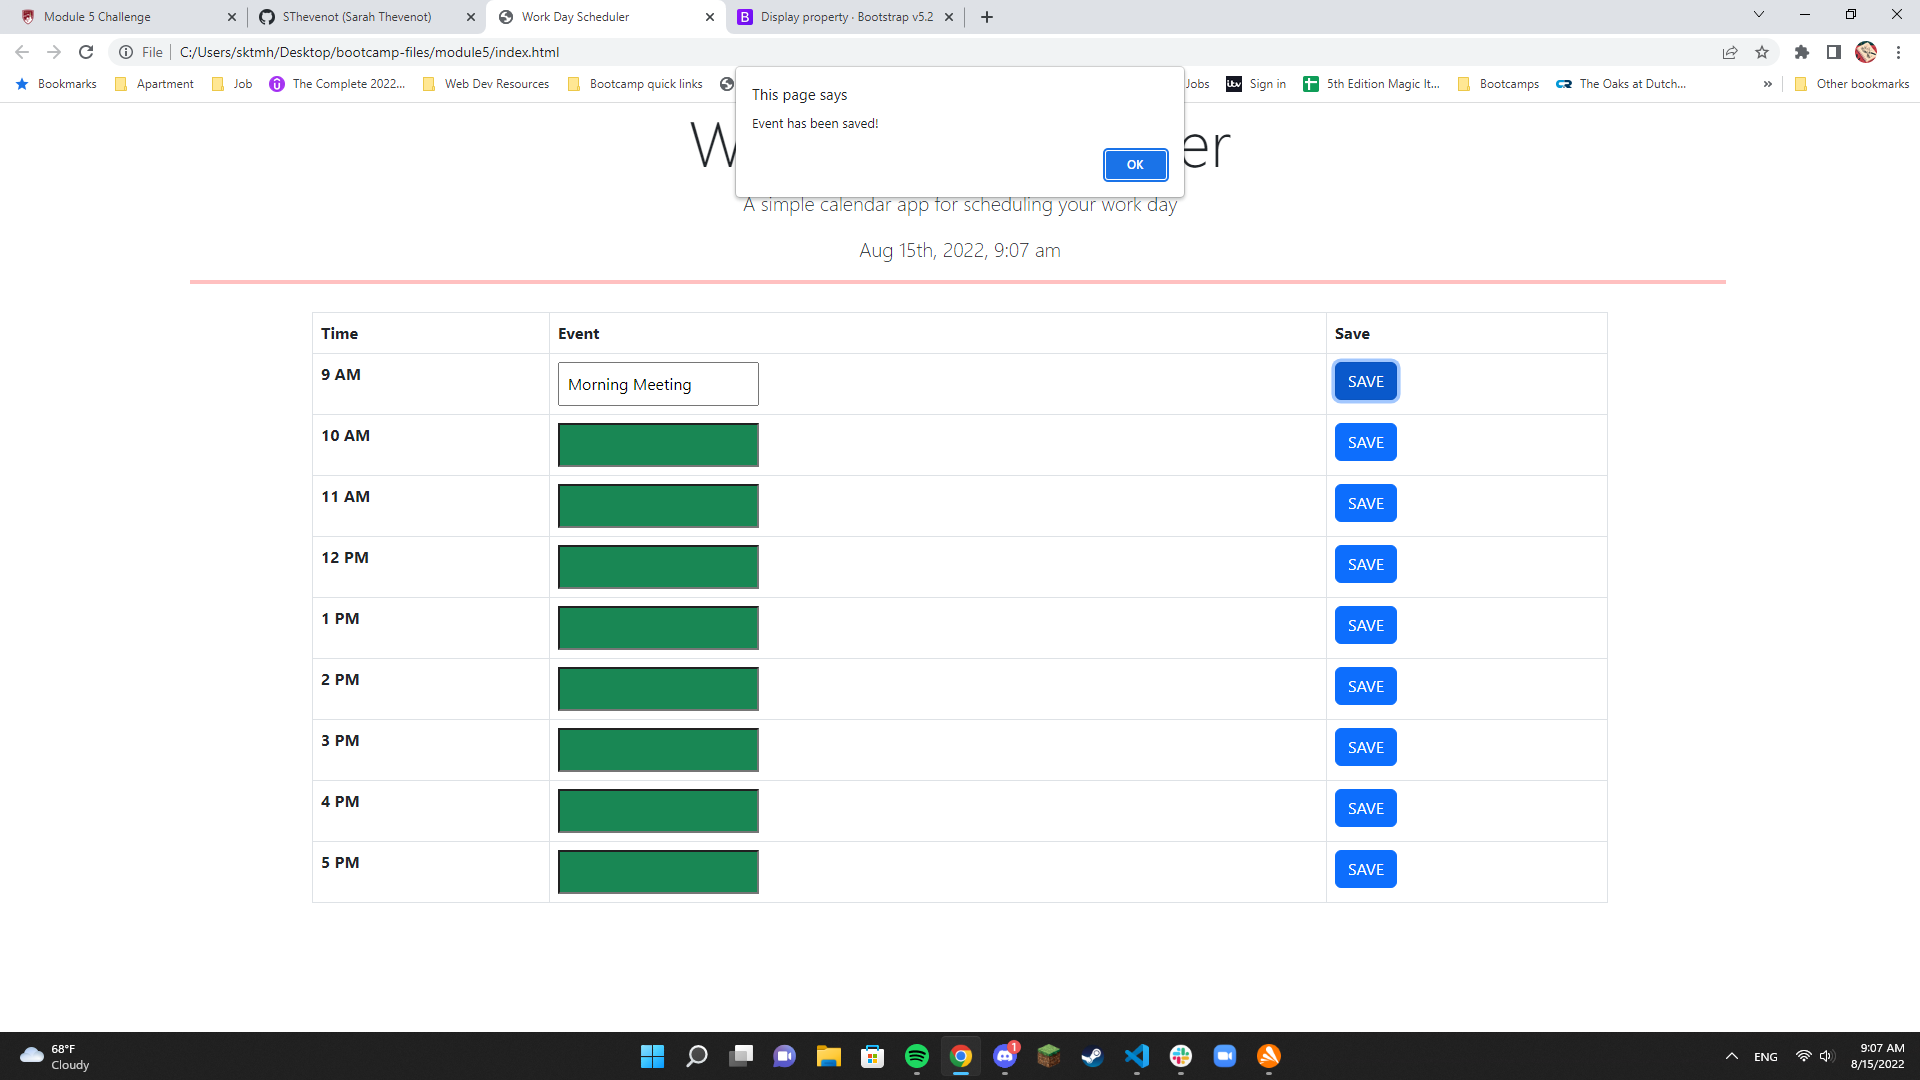 Module 5 Challenge
SThevenot (Sarah Thevenot)
Work Day Scheduler
Display property · Bootstrap v5.2
File
C:/Users/sktmh/Desktop/bootcamp-files/module5/index.html
Bookmarks
Apartment
Job
The Complete 2022...
Web Dev Resources
Bootcamp quick links
Jobs
itv
Sign in
5th Edition Magic It...
Bootcamps
CR
The Oaks at Dutch...
»
Other bookmarks
This page says
Event has been saved!
OK
W
er
A simple calendar app for scheduling your work day
Aug 15th, 2022, 9:07 am
Time Event Save
9 AM Morning Meeting SAVE
10 AM SAVE
11 AM SAVE
12 PM SAVE
1 PM SAVE
2 PM SAVE
3 PM SAVE
4 PM SAVE
5 PM SAVE
68°F
Cloudy
1
ENG
9:07 AM
8/15/2022